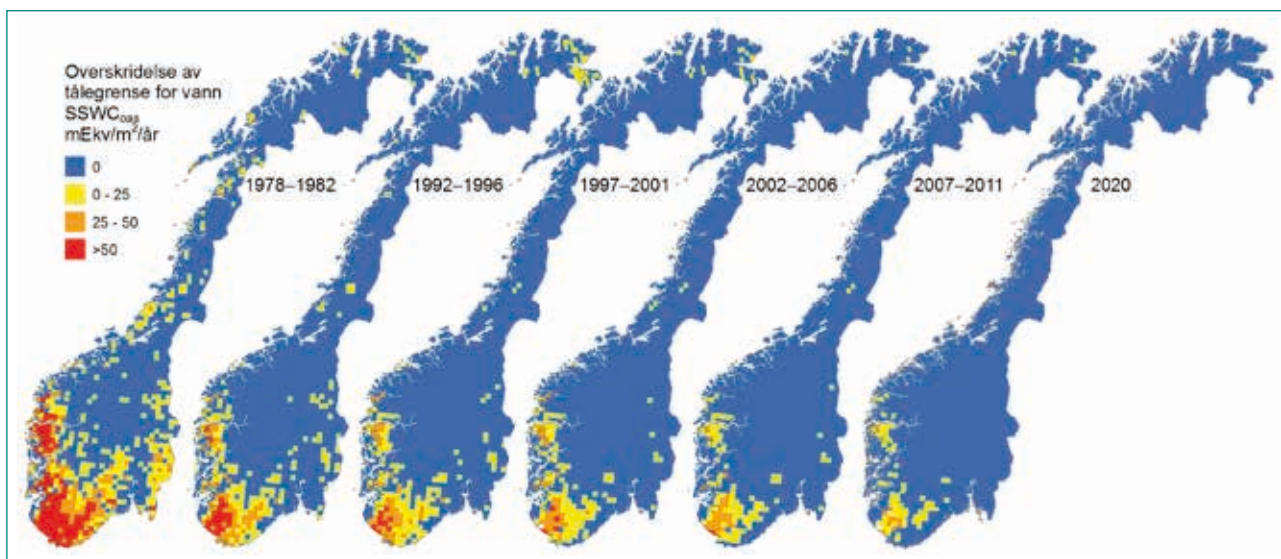 Overskridelse av
tålegrense for vann
SSWC
mEkv/m²/år
0
0 - 25
25 - 50
>50
1978–1982
1992–1996
1997–2001
2002–2006
2007–2011
2020